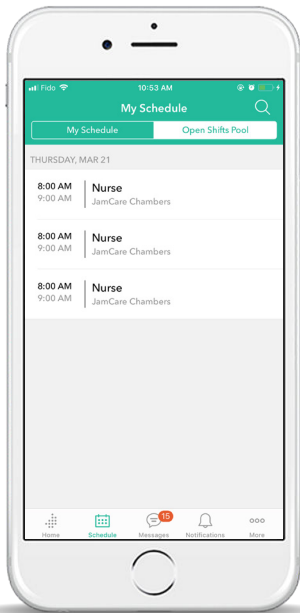 Fido 10:53 AM
My Schedule
My Schedule Open Shifts Pool
THURSDAY, MAR 21
8:00 AM Nurse
9:00 AM JamCare Chambers
8:00 AM Nurse
9:00 AM JamCare Chambers
8:00 AM Nurse
9:00 AM JamCare Chambers
15
Home Schedule Messages Notifications More